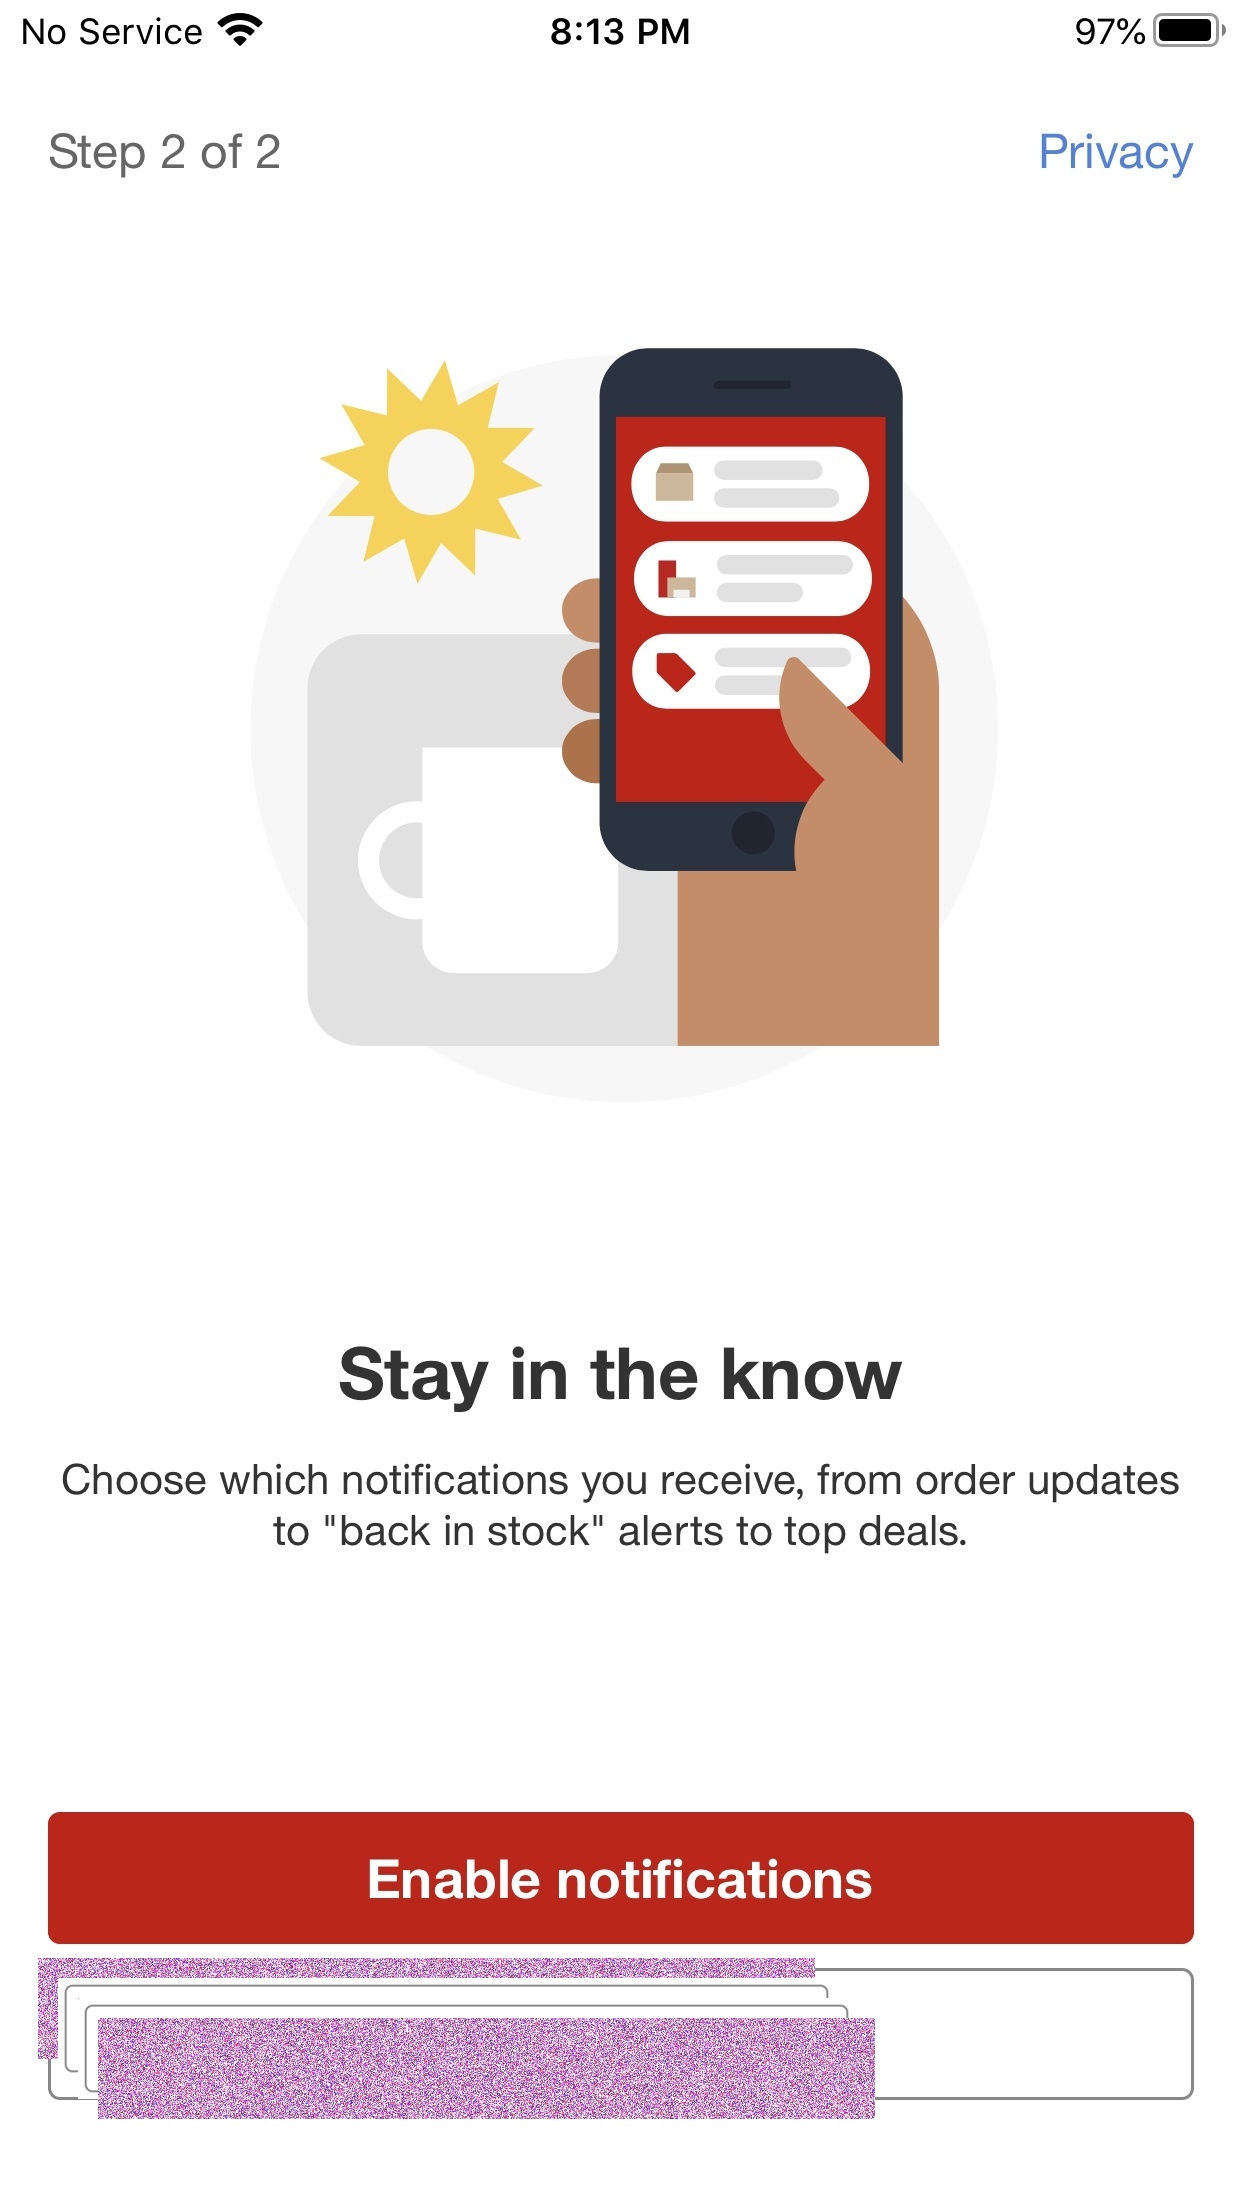 No Service 8:13 PM 97%
Step 2 of 2 Privacy
Stay in the know
Choose which notifications you receive, from order updates
to "back in stock" alerts to top deals.
Enable notifications